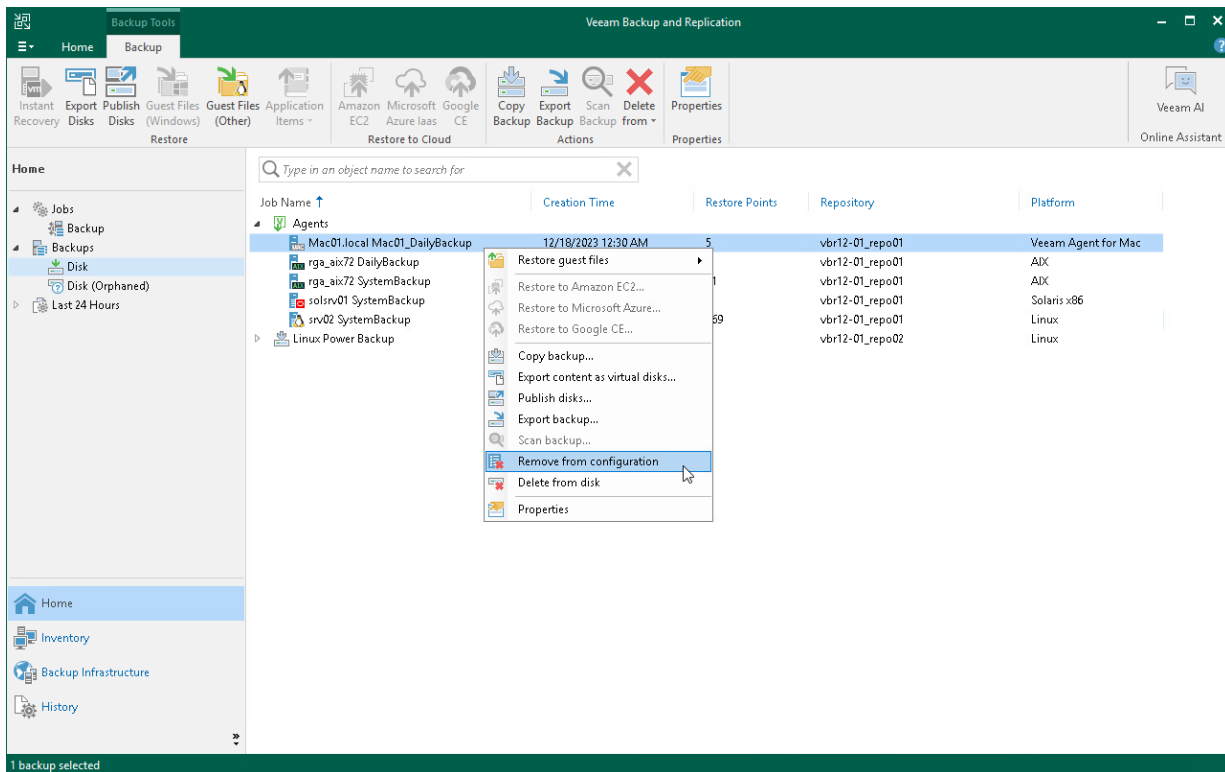 Backup Tools
Veeam Backup and Replication
Home Backup
Instant Recovery
Export Disks
Publish Disks
Guest Files (Windows)
Guest Files (Other)
Application Items
Restore
Amazon EC2
Microsoft Azure Iaas
Google CE
Restore to Cloud
Copy Backup
Export Backup
Scan Backup
Delete from
Actions
Properties
Properties
Veeam AI
Online Assistant
Home
Jobs
Backup
Backups
Disk
Disk (Orphaned)
Last 24 Hours
Type in an object name to search for
Job Name Creation Time Restore Points Repository Platform
Agents
Mac01.local Mac01_DailyBackup 12/18/2023 12:30 AM 5 vbr12-01_repo01 Veeam Agent for Mac
rga_aix72 DailyBackup vbr12-01_repo01 AIX
rga_aix72 SystemBackup 1 vbr12-01_repo01 AIX
solsrv01 SystemBackup vbr12-01_repo01 Solaris x86
srv02 SystemBackup 69 vbr12-01_repo01 Linux
Linux Power Backup vbr12-01_repo02 Linux
Restore guest files
Restore to Amazon EC2...
Restore to Microsoft Azure...
Restore to Google CE...
Copy backup...
Export content as virtual disks...
Publish disks...
Export backup...
Scan backup...
Remove from configuration
Delete from disk
Properties
Home
Inventory
Backup Infrastructure
History
1 backup selected